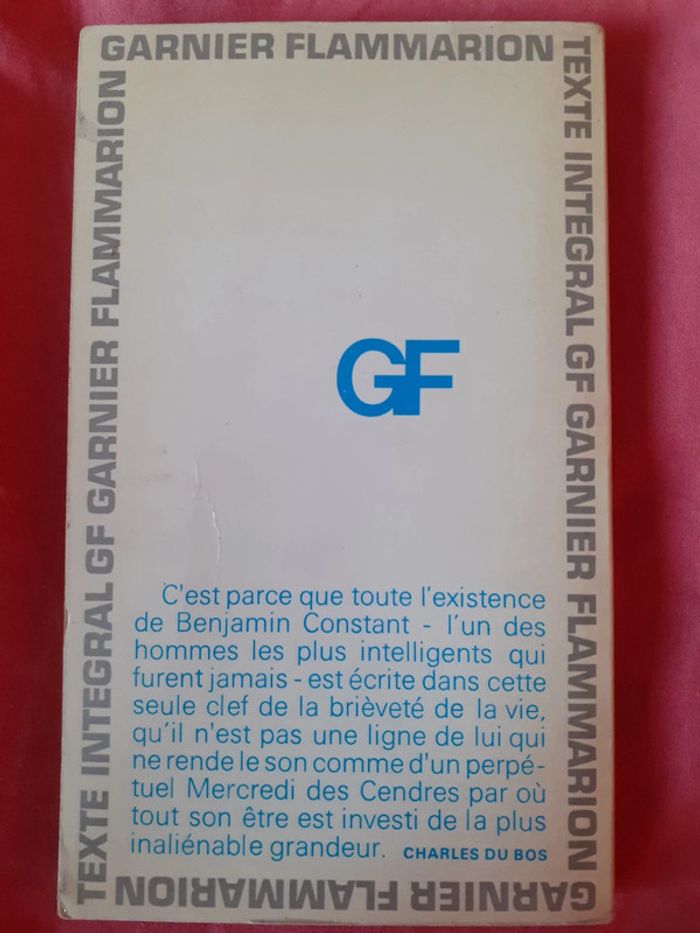 GARNIER FLAMMARION
TEXTE INTEGRAL GF GARNIER FLAMMARION
GF
C'est parce que toute l'existence
de Benjamin Constant - l'un des
hommes les plus intelligents qui
furent jamais - est écrite dans cette
seule clef de la brièveté de la vie,
qu'il n'est pas une ligne de lui qui
ne rende le son comme d'un perpé-
tuel Mercredi des Cendres par où
tout son être est investi de la plus
inaliénable grandeur. CHARLES DU BOS
GARNIER FLAMMARION
TEXTE INTEGRAL GF GARNIER FLAMMARION